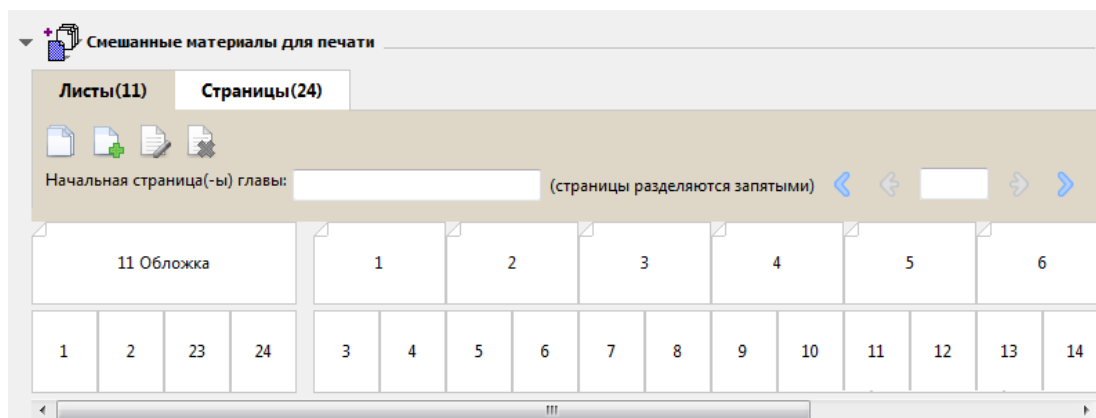 Смешанные материалы для печати
Листы(11) Страницы(24)
Начальная страница(-ы) главы: (страницы разделяются запятыми)
11 Обложка 1 2 3 4 5 6
1 2 23 24 3 4 5 6 7 8 9 10 11 12 13 14